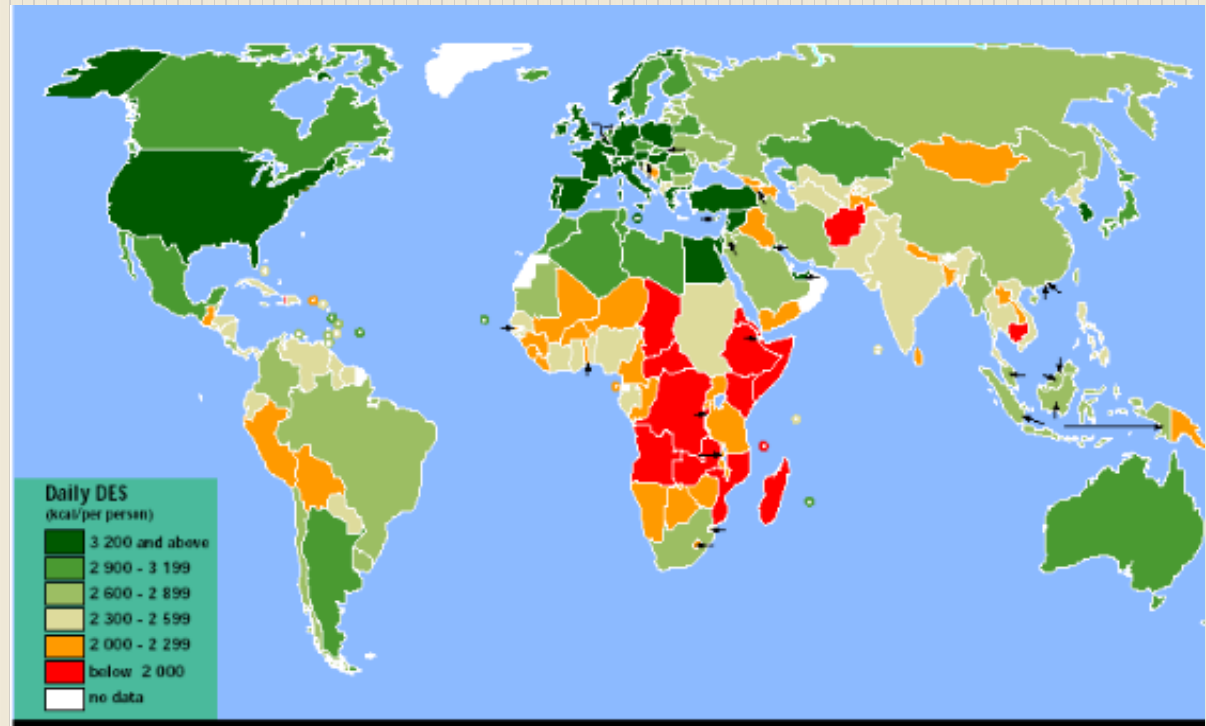 Daily DES
(kcal/per person)
3 200 and above
2 900 - 3 199
2 600 - 2 899
2 300 - 2 599
2 000 - 2 299
below 2 000
no data